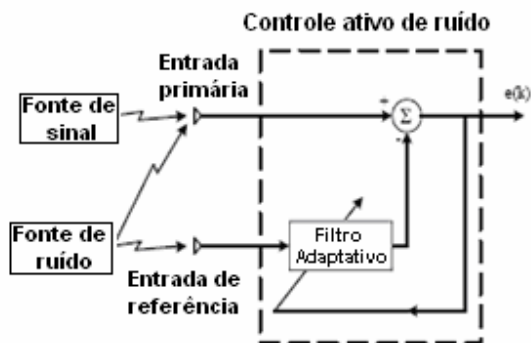 Controle ativo de ruído
Entrada
primária
Fonte de
sinal
+
Σ
e(k)
-
Fonte de
ruído
Filtro
Adaptativo
Entrada de
referência